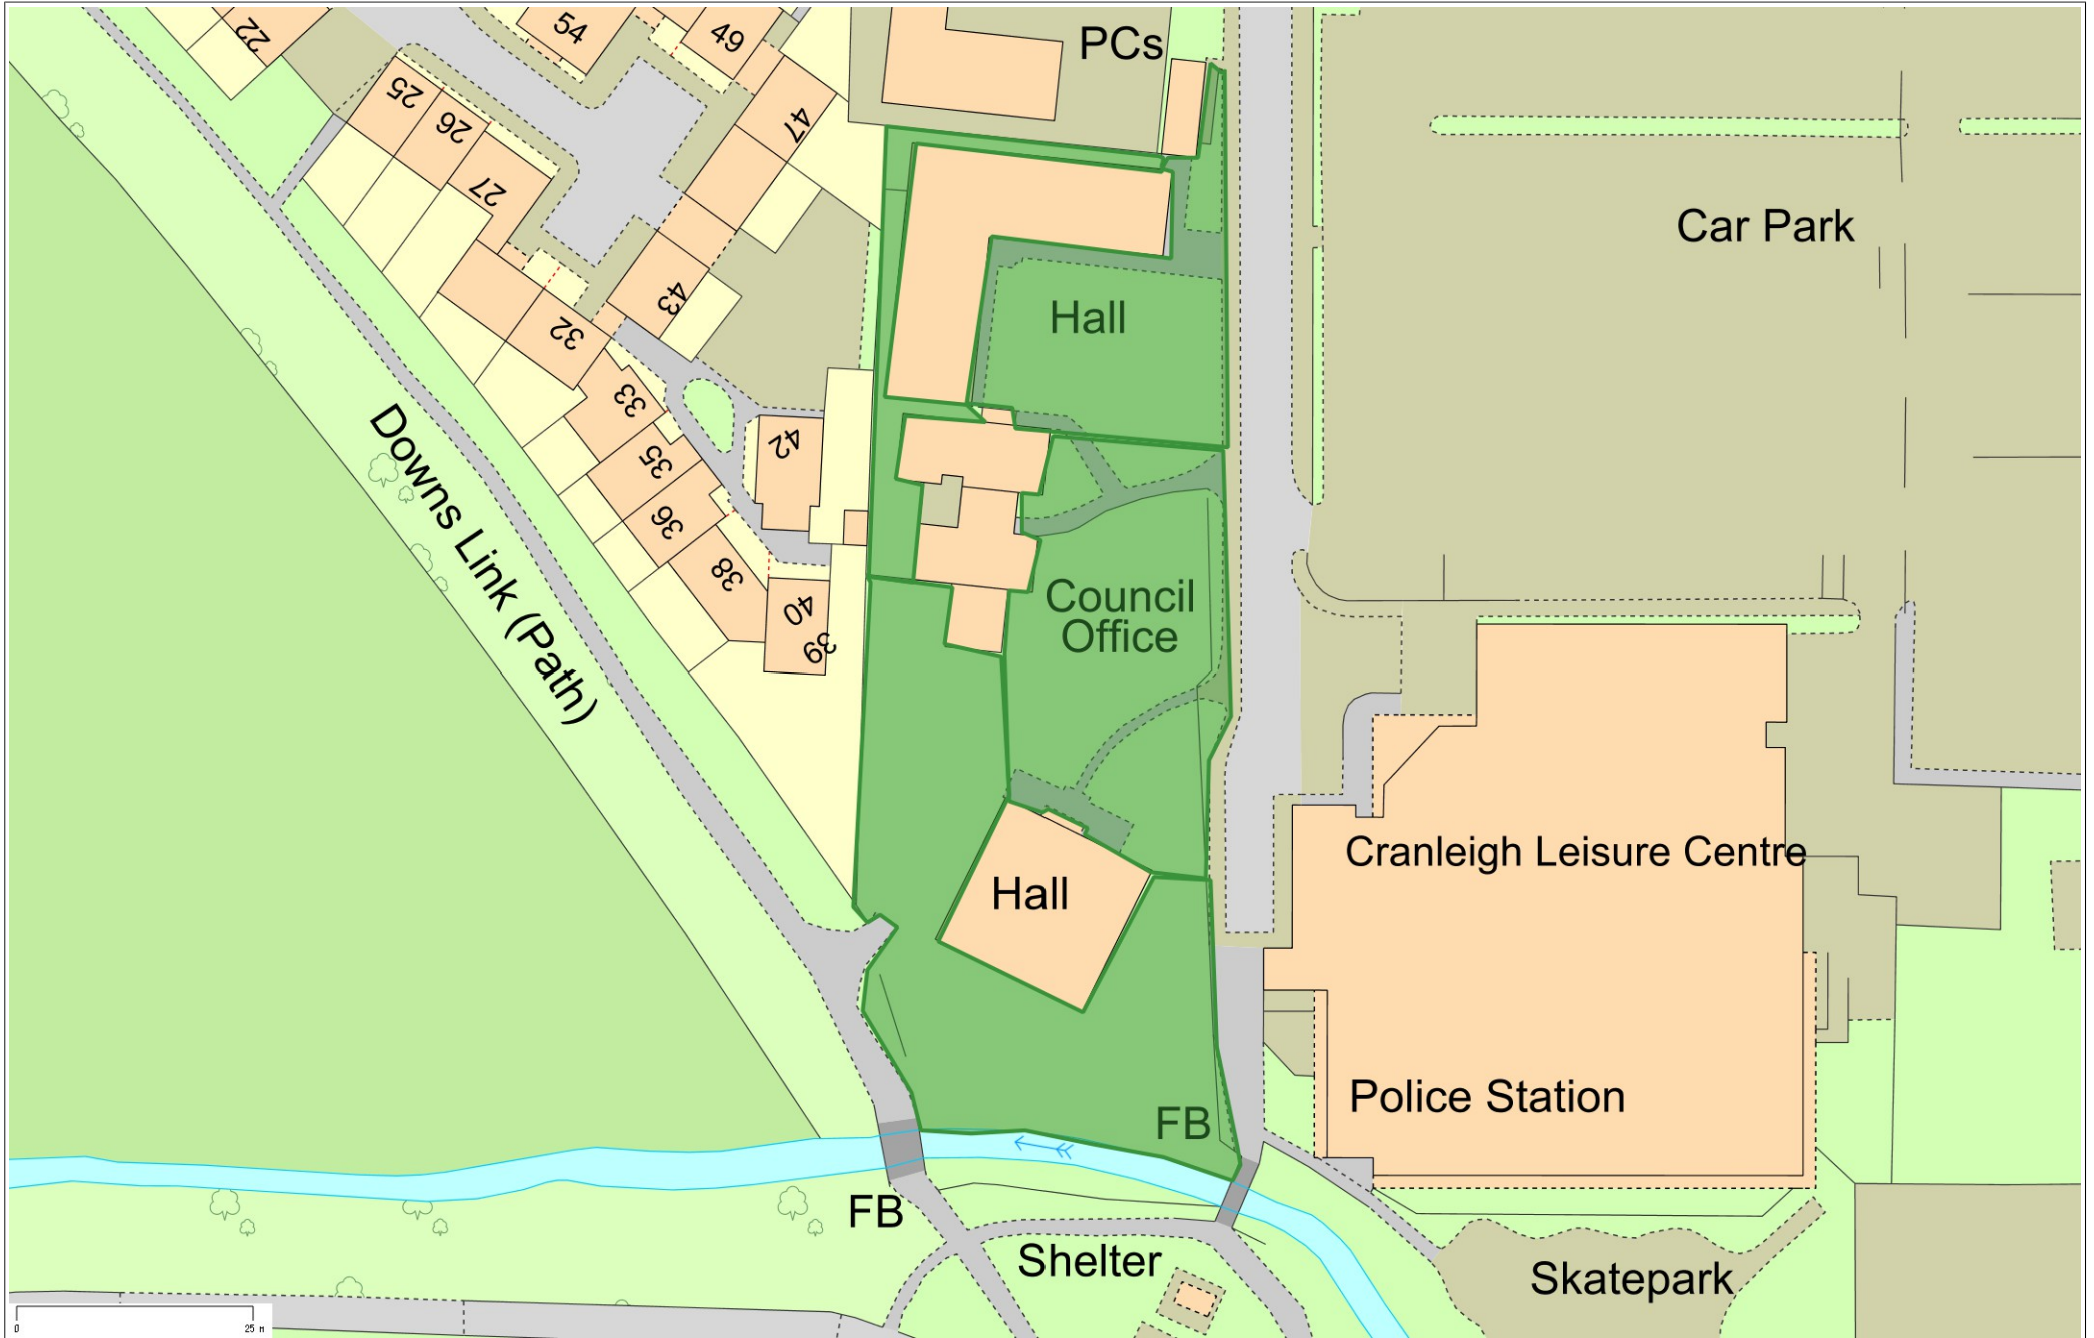 22
54
49
PCs
25
26
47
27
Car Park
43
Hall
32
33
42
35
36
Downs Link (Path)
38
40
39
Council
Office
Cranleigh Leisure Centre
Hall
Police Station
FB
FB
Shelter
Skatepark
0
25 M